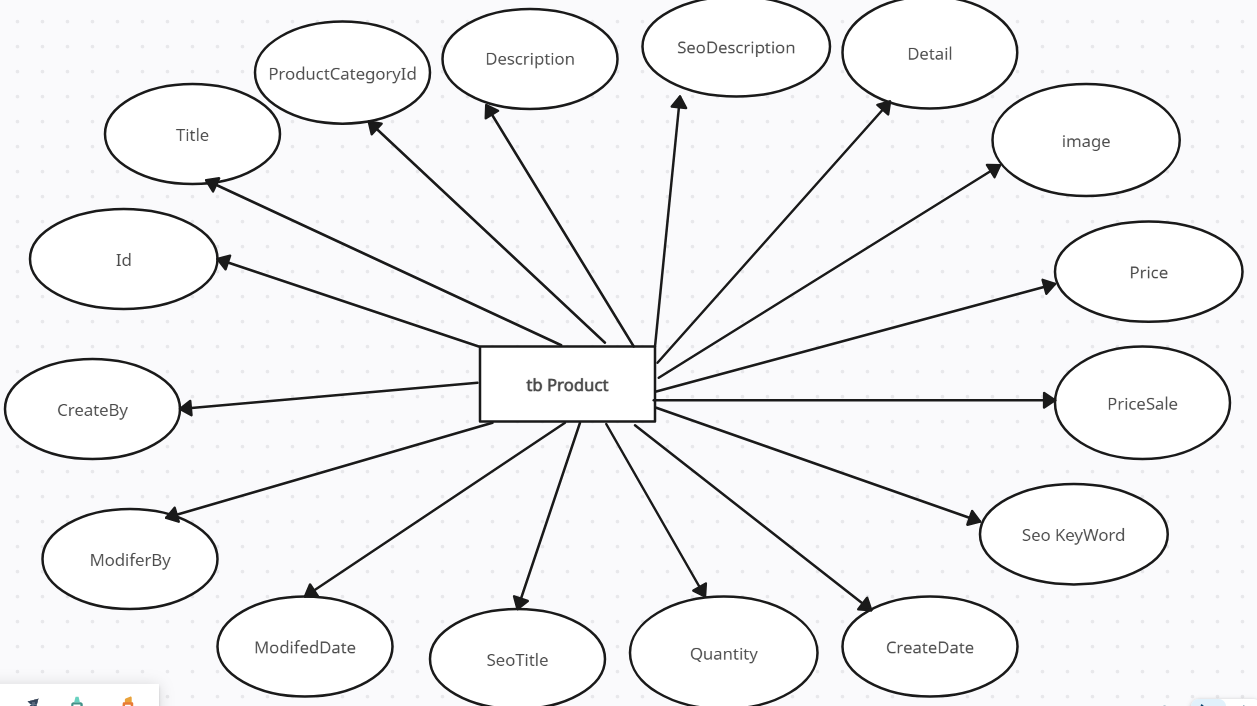 SeoDescription
Detail
Description
ProductCategoryId
Title
image
Id
Price
tb Product
CreateBy
PriceSale
Seo KeyWord
ModiferBy
ModifedDate
SeoTitle
Quantity
CreateDate